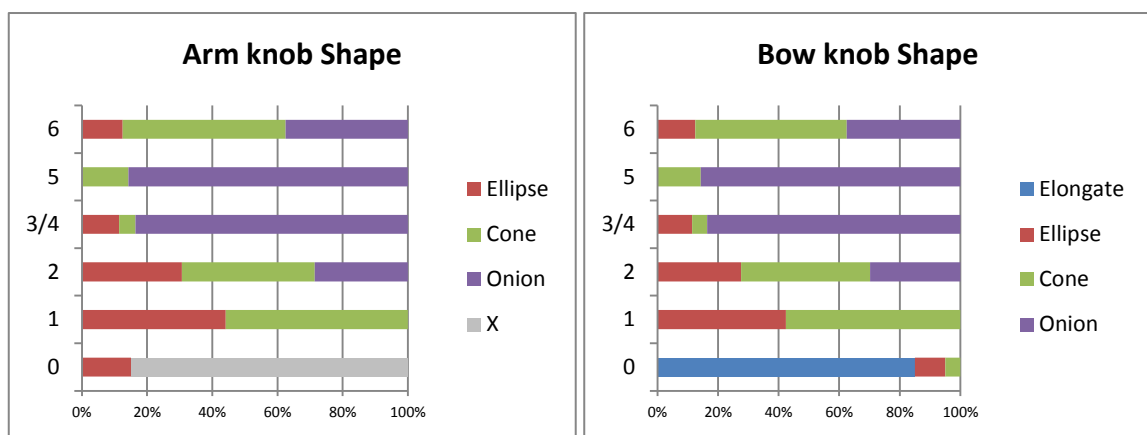 Arm knob Shape
6
5
3/4
2
1
0
0% 20% 40% 60% 80% 100%
Ellipse
Cone
Onion
X
Bow knob Shape
6
5
3/4
2
1
0
0% 20% 40% 60% 80% 100%
Elongate
Ellipse
Cone
Onion